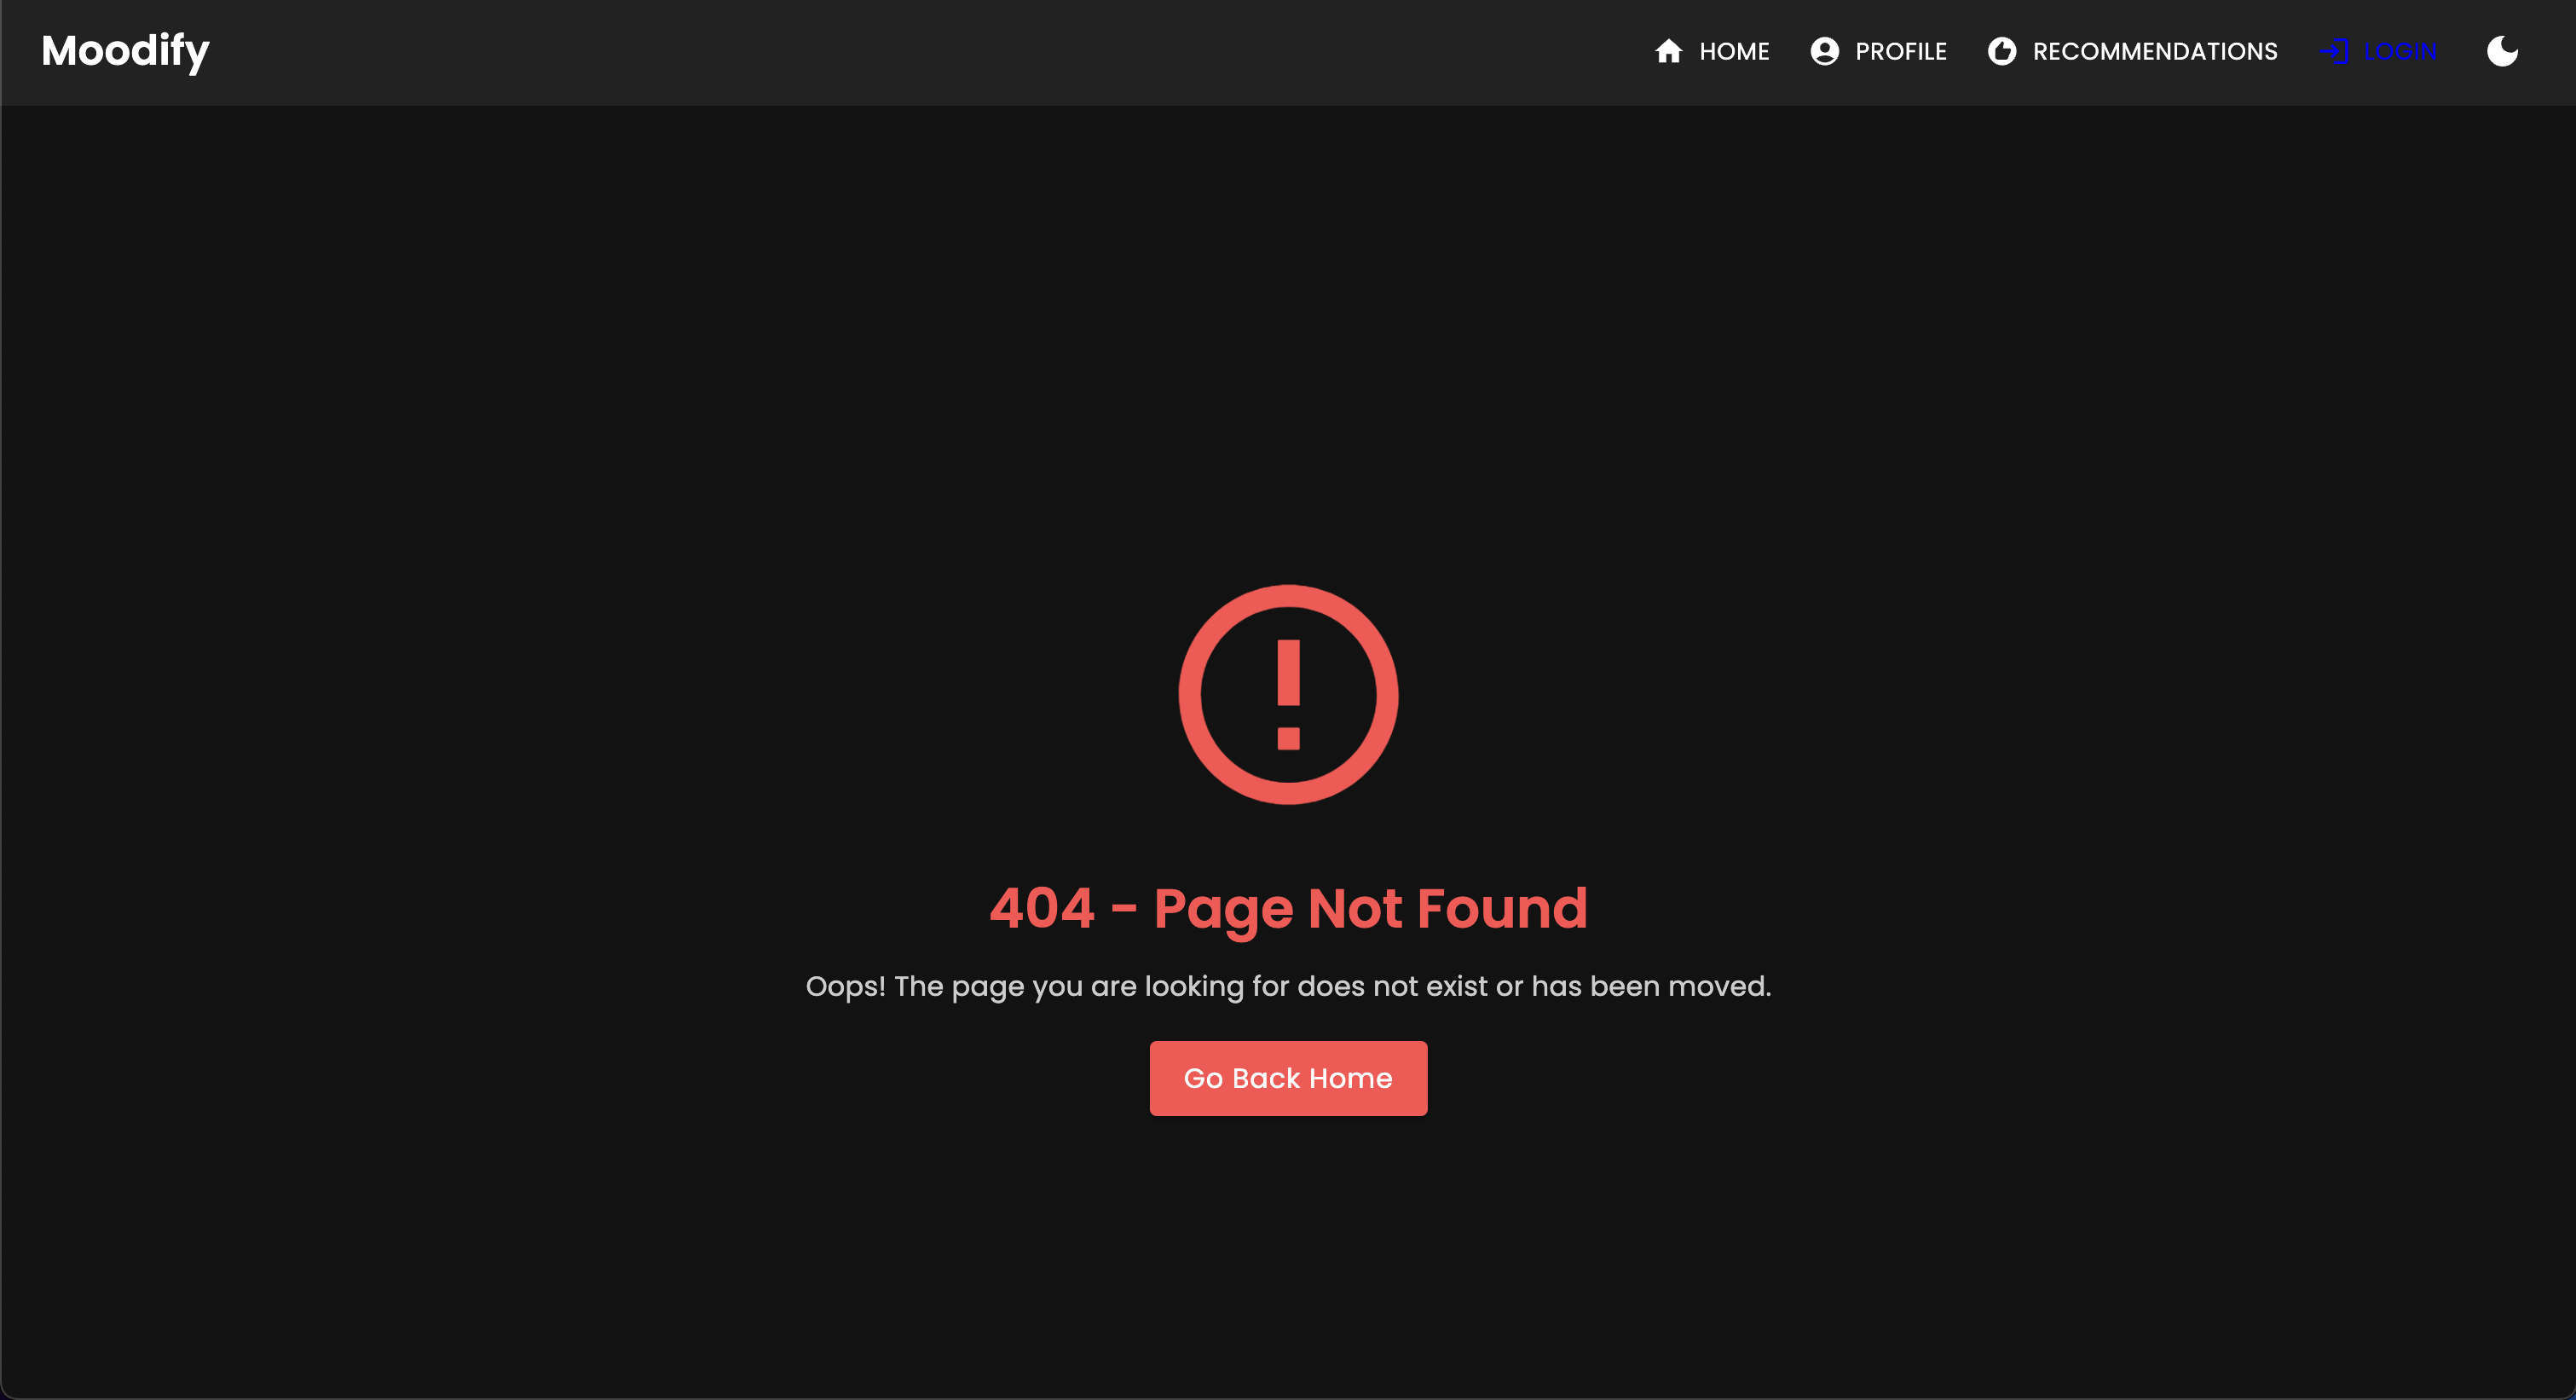 Moodify
HOME
PROFILE
RECOMMENDATIONS
LOGIN
404 - Page Not Found
Oops! The page you are looking for does not exist or has been moved.
Go Back Home